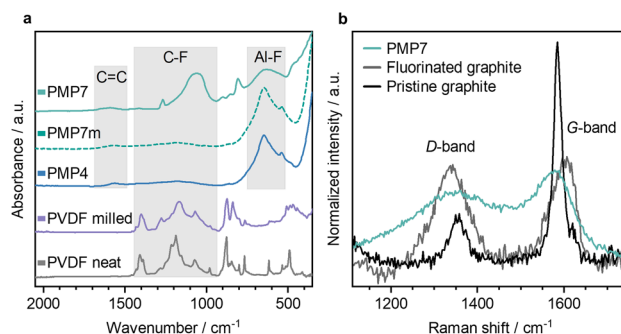 a
C=C
C-F
Al-F
PMP7
PMP7m
PMP4
PVDF milled
PVDF neat
Absorbance / a.u.
2000 1500 1000 500
Wavenumber / cm⁻¹
b
PMP7
Fluorinated graphite
Pristine graphite
D-band
G-band
Normalized intensity / a.u.
1200 1400 1600
Raman shift / cm⁻¹